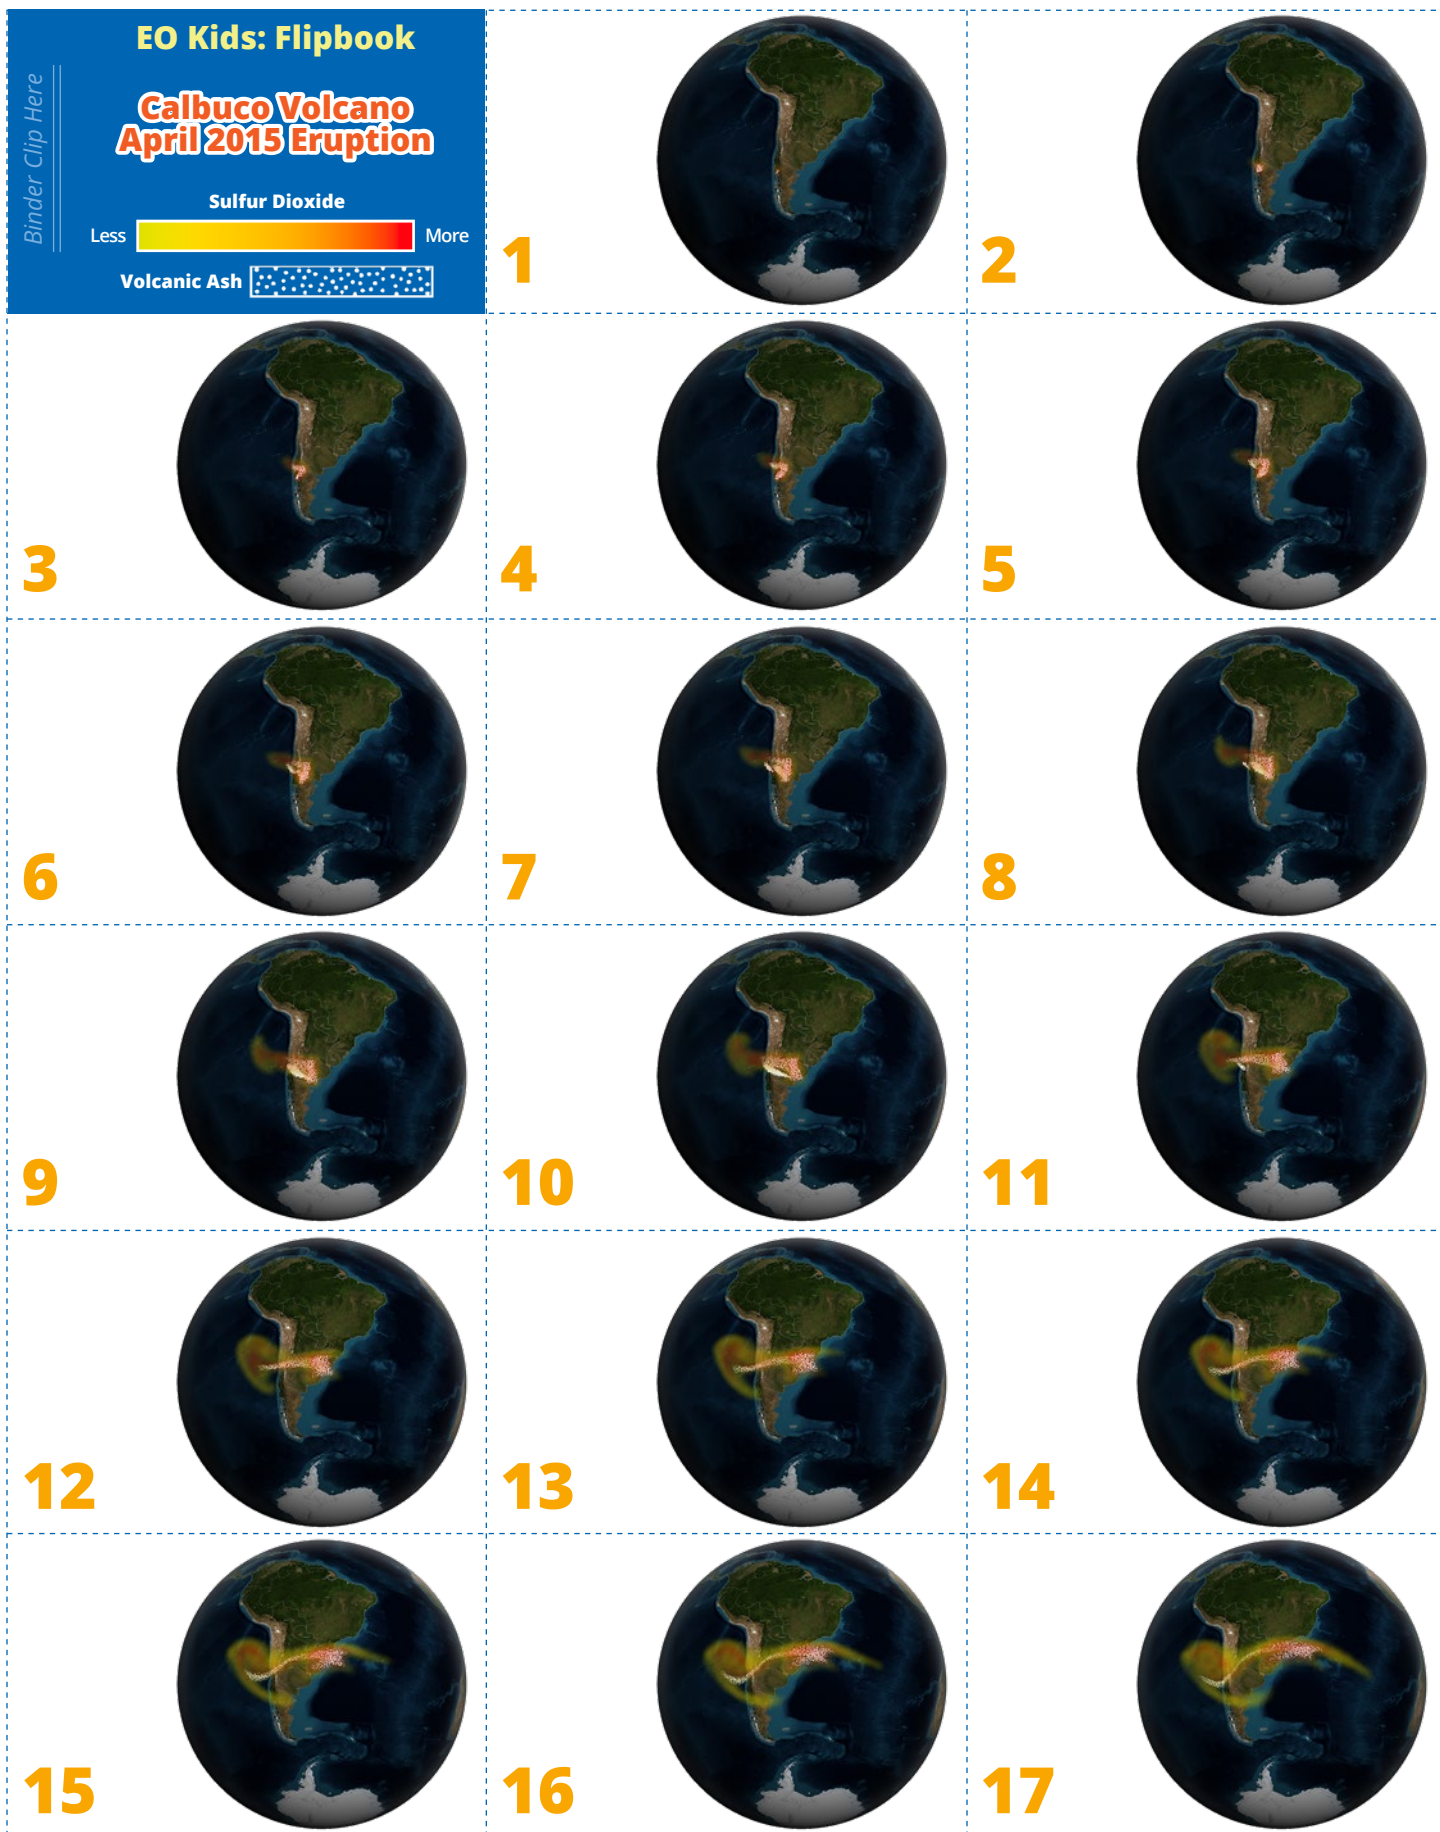 EO Kids: Flipbook
Binder Clip Here
Calbuco Volcano
April 2015 Eruption
Sulfur Dioxide
Less
More
Volcanic Ash
1
2
3
4
5
6
7
8
9
10
11
12
13
14
15
16
17